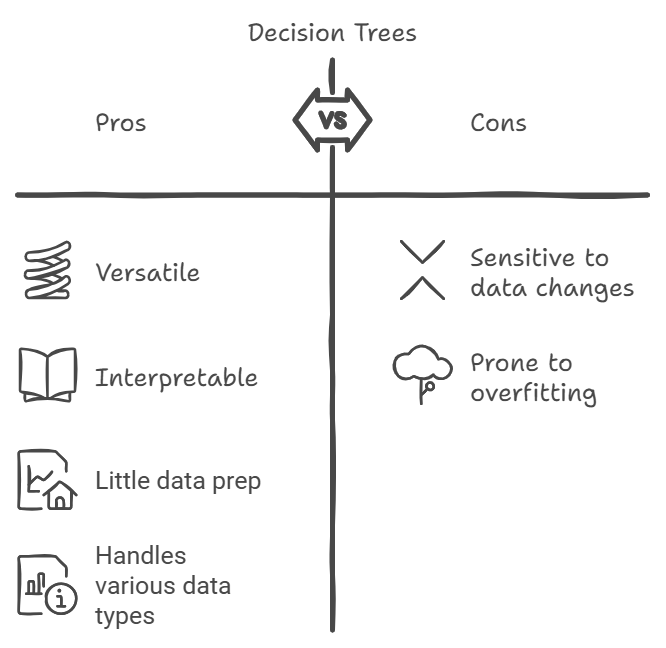 Decision Trees
Pros
VS
Cons
Versatile
Interpretable
Little data prep
Handles
various data
types
Sensitive to
data changes
Prone to
overfitting